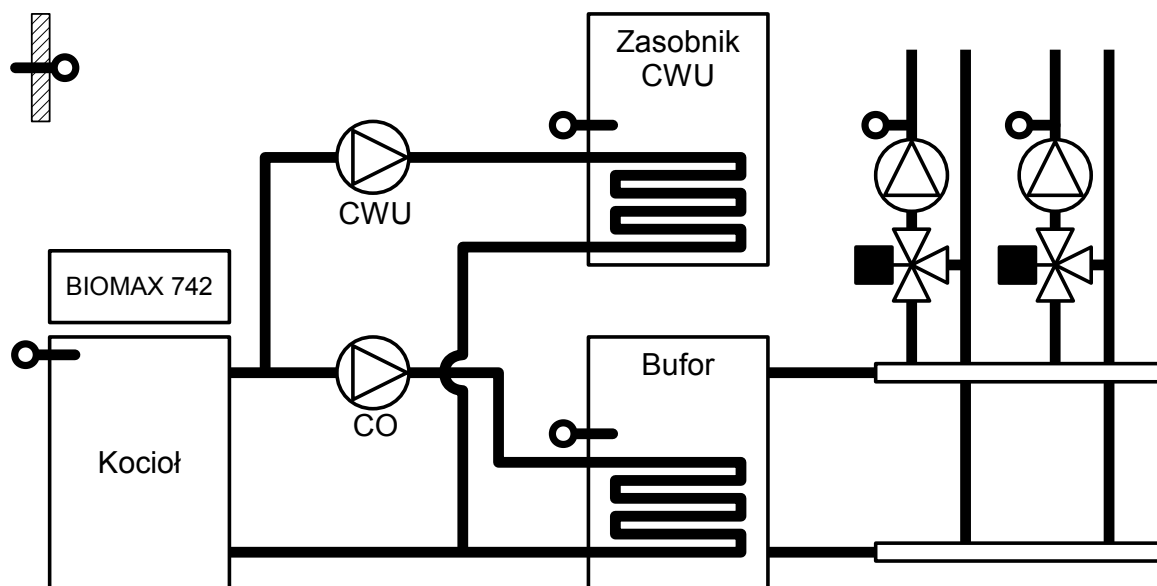 Zasobnik
CWU
CWU
BIOMAX 742
CO
Bufor
Kocioł